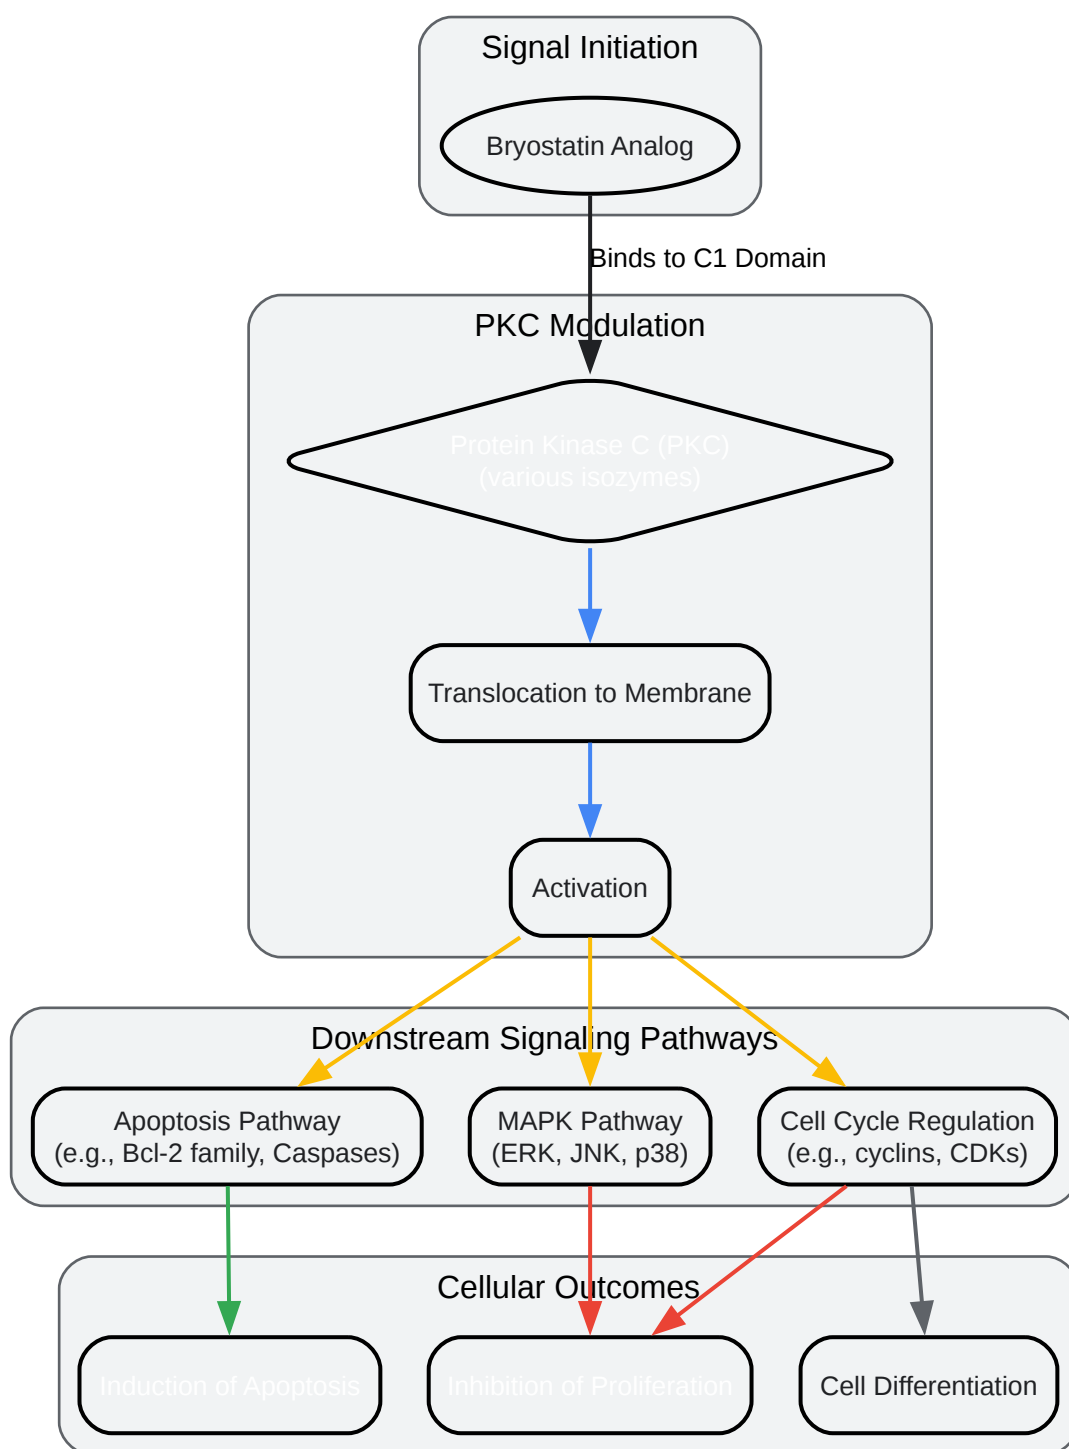 Signal Initiation
Bryostatin Analog
Binds to C1 Domain
PKC Modulation
Protein Kinase C (PKC)
(various isozymes)
Translocation to Membrane
Activation
Downstream Signaling Pathways
Apoptosis Pathway
(e.g., Bcl-2 family, Caspases)
MAPK Pathway
(ERK, JNK, p38)
Cell Cycle Regulation
(e.g., cyclins, CDKs)
Cellular Outcomes
Induction of Apoptosis
Inhibition of Proliferation
Cell Differentiation